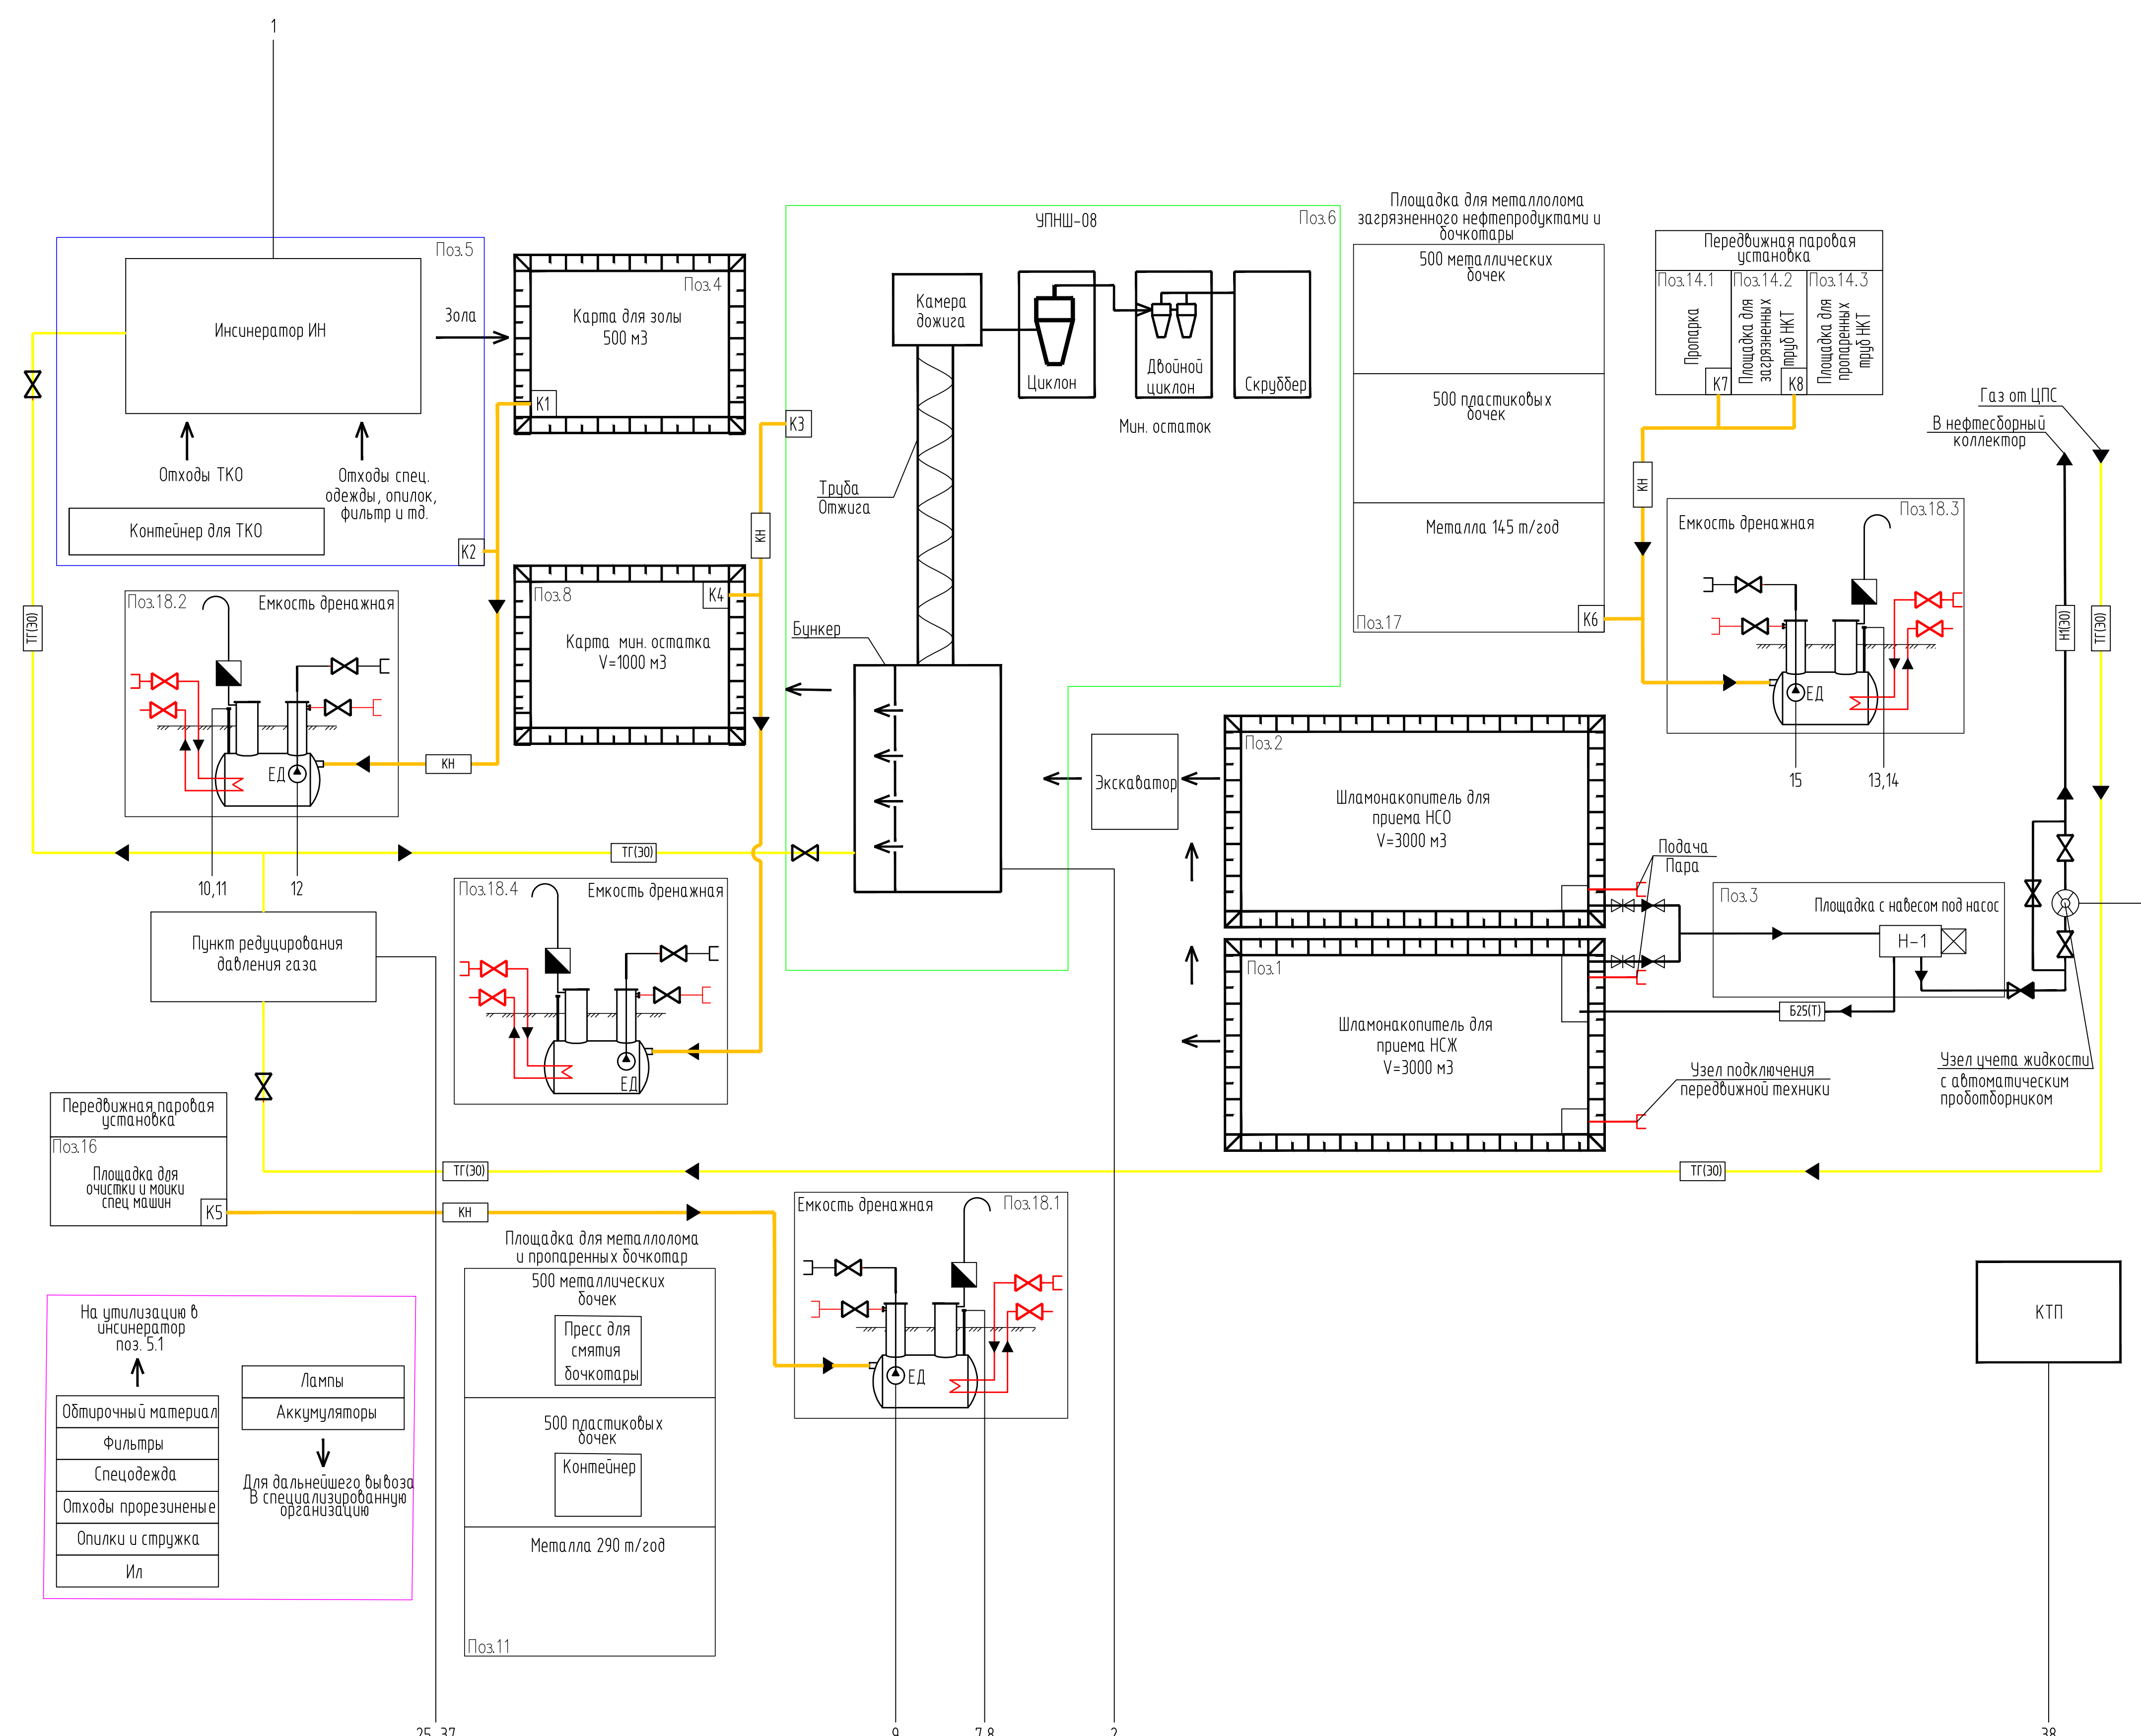 1
Поз.5
Инсинератор ИН
Зола
Отходы ТКО
Отходы спец.
одежды, опилок,
фильтр и тд.
Контейнер для ТКО
К2
ТГ(ЭО)
Поз.4
Карта для золы
500 м3
К1
Поз.8
К4
Карта мин. остатка
V=1000 м3
К3
КН
УПНШ-08
Поз.6
Камера
дожига
Циклон
Двойной
циклон
Скруббер
Мин. остаток
Труба
Отжига
Бункер
Площадка для металлолома
загрязненного нефтепродуктами и
бочкотары
500 металлических
бочек
500 пластиковых
бочек
Металла 145 т/год
Поз.17
К6
Передвижная паровая
установка
Поз.14.1
Поз.14.2
Поз.14.3
Пропарка
Площадка для
загрязненных
труб НКТ
Площадка для
пропаренных
труб НКТ
К7
К8
КН
Газ от ЦПС
В нефтесборный
коллектор
Поз.18.3
Емкость дренажная
ЕД
15
13,14
Н1(ЭО)
ТГ(ЭО)
Поз.18.2
Емкость дренажная
ЕД
КН
10,11
12
ТГ(ЭО)
Поз.18.4
Емкость дренажная
ЕД
Пункт редуцирования
давления газа
Экскаватор
Поз.2
Шламонакопитель для
приема НСО
V=3000 м3
Поз.1
Шламонакопитель для
приема НСЖ
V=3000 м3
Подача
Пара
Поз.3
Площадка с навесом под насос
Н-1
Б25(Т)
Узел подключения
передвижной техники
Узел учета жидкости
с автоматическим
проботборником
Передвижная паровая
установка
Поз.16
Площадка для
очистки и мойки
спец машин
К5
ТГ(ЭО)
ТГ(ЭО)
КН
Площадка для металлолома
и пропаренных бочкотар
500 металлических
бочек
Пресс для
смятия
бочкотары
500 пластиковых
бочек
Контейнер
Металла 290 т/год
Поз.11
Емкость дренажная
Поз.18.1
ЕД
КТП
На утилизацию в
инсинератор
поз. 5.1
Обтирочный материал
Фильтры
Спецодежда
Отходы прорезиненые
Опилки и стружка
Ил
Лампы
Аккумуляторы
Для дальнейшего вывоза
В специализированную
организацию
25, 37
9
7,8
2
38